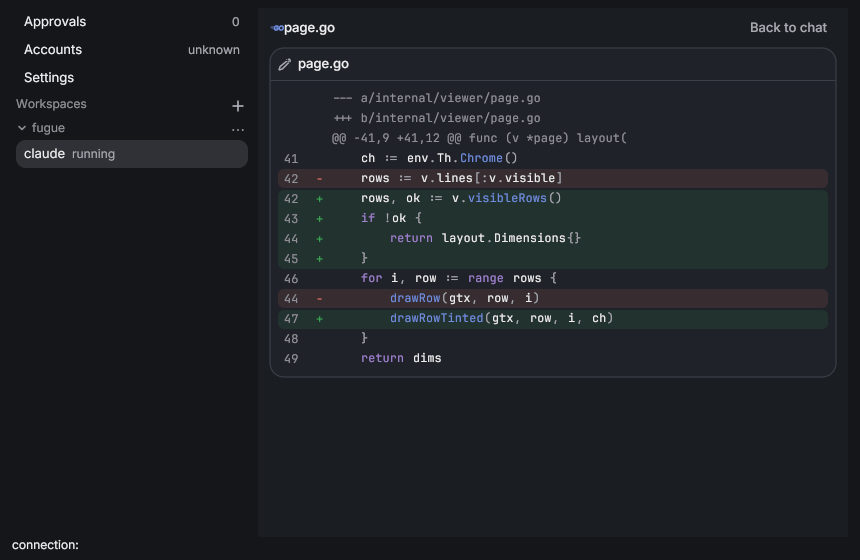 Approvals 0
Accounts unknown
Settings
Workspaces +
fugue ...
claude running
connection:
GO page.go Back to chat
page.go
--- a/internal/viewer/page.go
+++ b/internal/viewer/page.go
@@ -41,9 +41,12 @@ func (v *page) layout(
41 ch := env.Th.Chrome()
42 - rows := v.lines[:v.visible]
42 + rows, ok := v.visibleRows()
43 + if !ok {
44 + return layout.Dimensions{}
45 + }
46 for i, row := range rows {
44 - drawRow(gtx, row, i)
47 + drawRowTinted(gtx, row, i, ch)
48 }
49 return dims